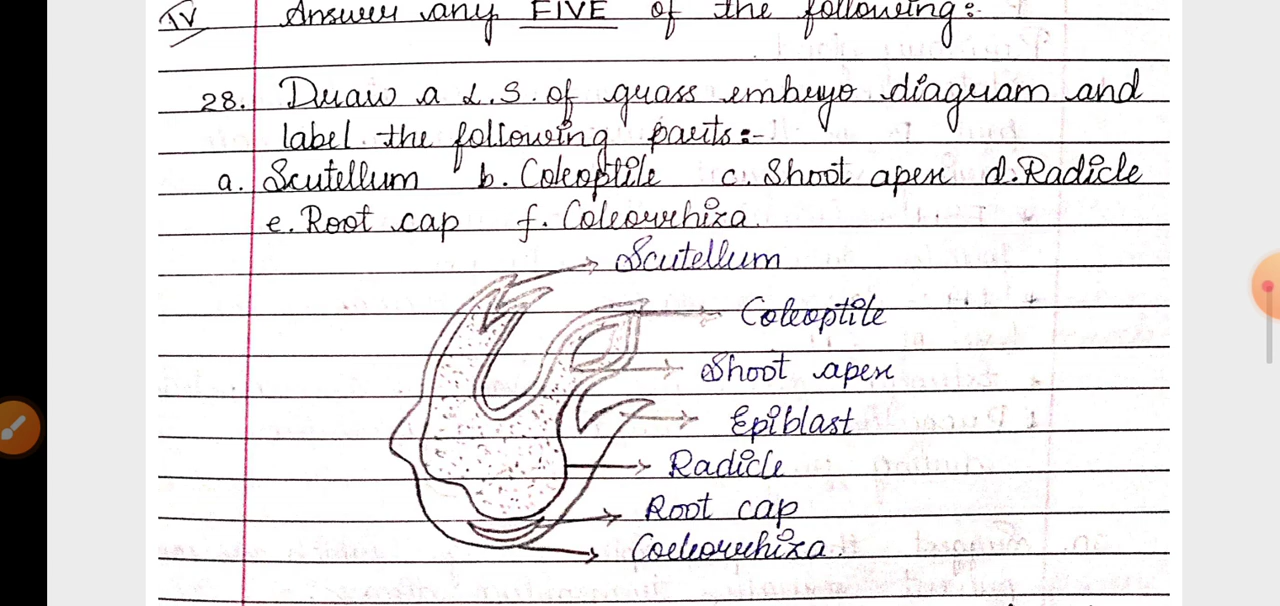 IV Answer any FIVE of the following:-
28. Draw a L.S. of grass embryo diagram and
label the following parts:-
a. Scutellum b. Coleoptile c. Shoot apex d. Radicle
e. Root cap f. Coleorrhiza.
Scutellum
Coleoptile
Shoot apex
Epiblast
Radicle
Root cap
Coeleorrhiza.